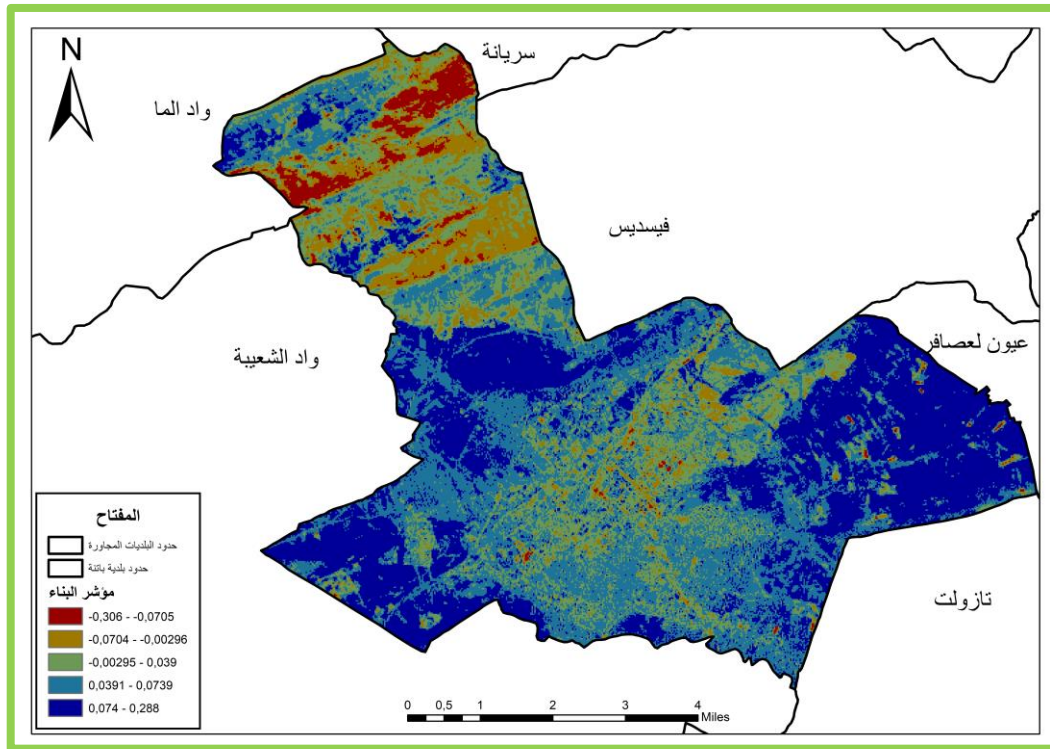 N
سريانة
واد الما
فيسديس
عيون لعصافر
واد الشعيبة
تازولت
المفتاح
حدود البلديات المجاورة
حدود بلدية باتنة
مؤشر البناء
-0,306 - -0,0705
-0,0704 - -0,00296
-0,00295 - 0,039
0,0391 - 0,0739
0,074 - 0,288
0 0,5 1 2 3 4
Miles